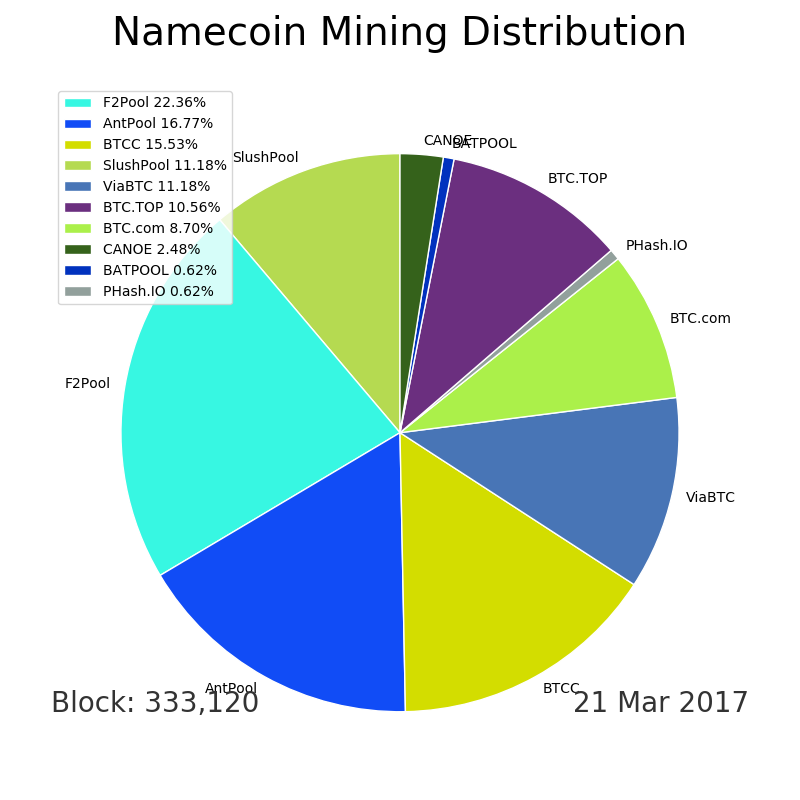 Namecoin Mining Distribution
F2Pool 22.36%
AntPool 16.77%
BTCC 15.53%
SlushPool 11.18%
ViaBTC 11.18%
BTC.TOP 10.56%
BTC.com 8.70%
CANOE 2.48%
BATPOOL 0.62%
PHash.IO 0.62%
SlushPool
CANOE
BATPOOL
BTC.TOP
PHash.IO
BTC.com
F2Pool
ViaBTC
AntPool
BTCC
Block: 333,120
21 Mar 2017